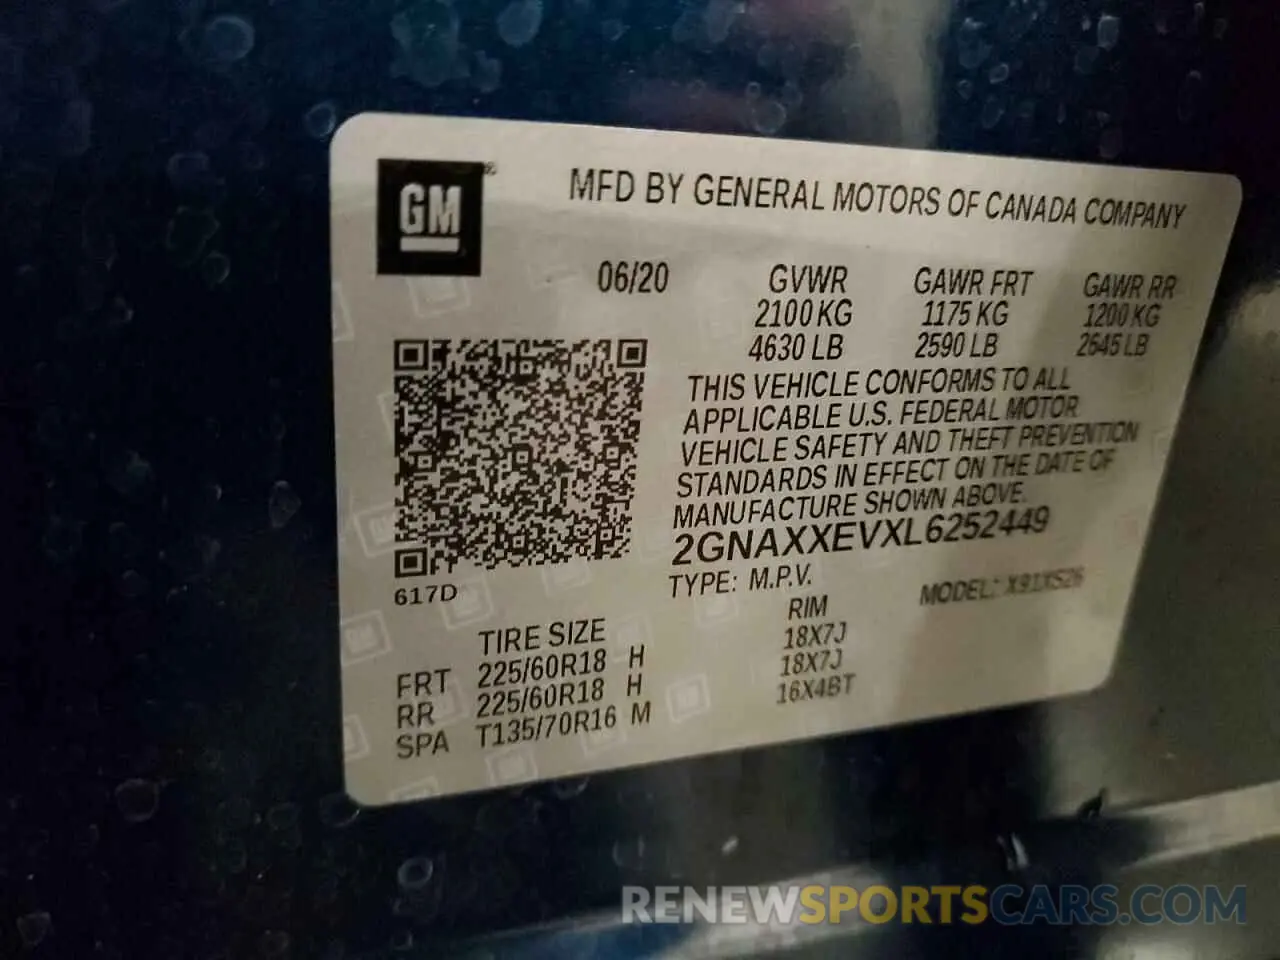 GM ®
MFD BY GENERAL MOTORS OF CANADA COMPANY
06/20 GVWR GAWR FRT GAWR RR
2100 KG 1175 KG 1200 KG
4630 LB 2590 LB 2645 LB
THIS VEHICLE CONFORMS TO ALL
APPLICABLE U.S. FEDERAL MOTOR
VEHICLE SAFETY AND THEFT PREVENTION
STANDARDS IN EFFECT ON THE DATE OF
MANUFACTURE SHOWN ABOVE.
2GNAXXEVXL6252449
617D
TYPE: M.P.V. MODEL: X91XS26
TIRE SIZE RIM
FRT 225/60R18 H 18X7J
RR 225/60R18 H 18X7J
SPA T135/70R16 M 16X4BT
RENEWSPORTSCARS.COM